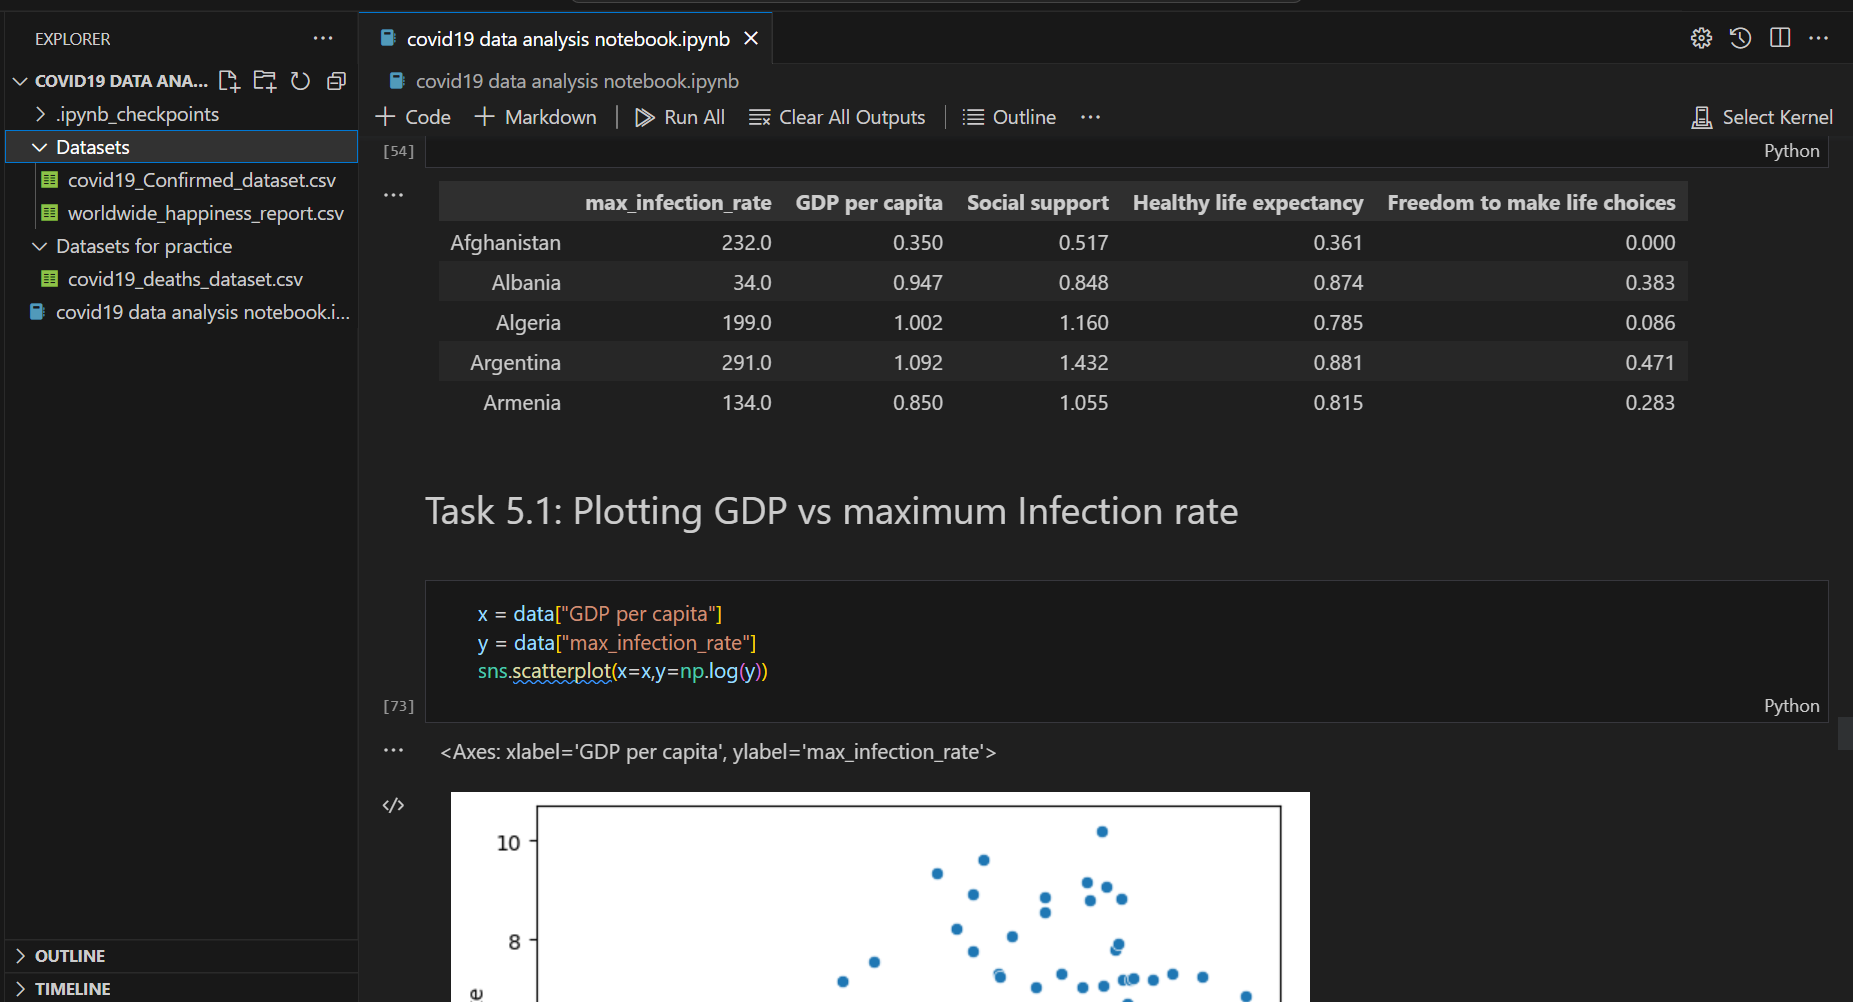 EXPLORER
COVID19 DATA ANA...
.ipynb_checkpoints
Datasets
covid19_Confirmed_dataset.csv
worldwide_happiness_report.csv
Datasets for practice
covid19_deaths_dataset.csv
covid19 data analysis notebook.i...
OUTLINE
TIMELINE
covid19 data analysis notebook.ipynb
covid19 data analysis notebook.ipynb
Code Markdown Run All Clear All Outputs Outline Select Kernel
[54] Python
max_infection_rate GDP per capita Social support Healthy life expectancy Freedom to make life choices
Afghanistan 232.0 0.350 0.517 0.361 0.000
Albania 34.0 0.947 0.848 0.874 0.383
Algeria 199.0 1.002 1.160 0.785 0.086
Argentina 291.0 1.092 1.432 0.881 0.471
Armenia 134.0 0.850 1.055 0.815 0.283
Task 5.1: Plotting GDP vs maximum Infection rate
x = data["GDP per capita"]
y = data["max_infection_rate"]
sns.scatterplot(x=x,y=np.log(y))
[73] Python
<Axes: xlabel='GDP per capita', ylabel='max_infection_rate'>
10
8